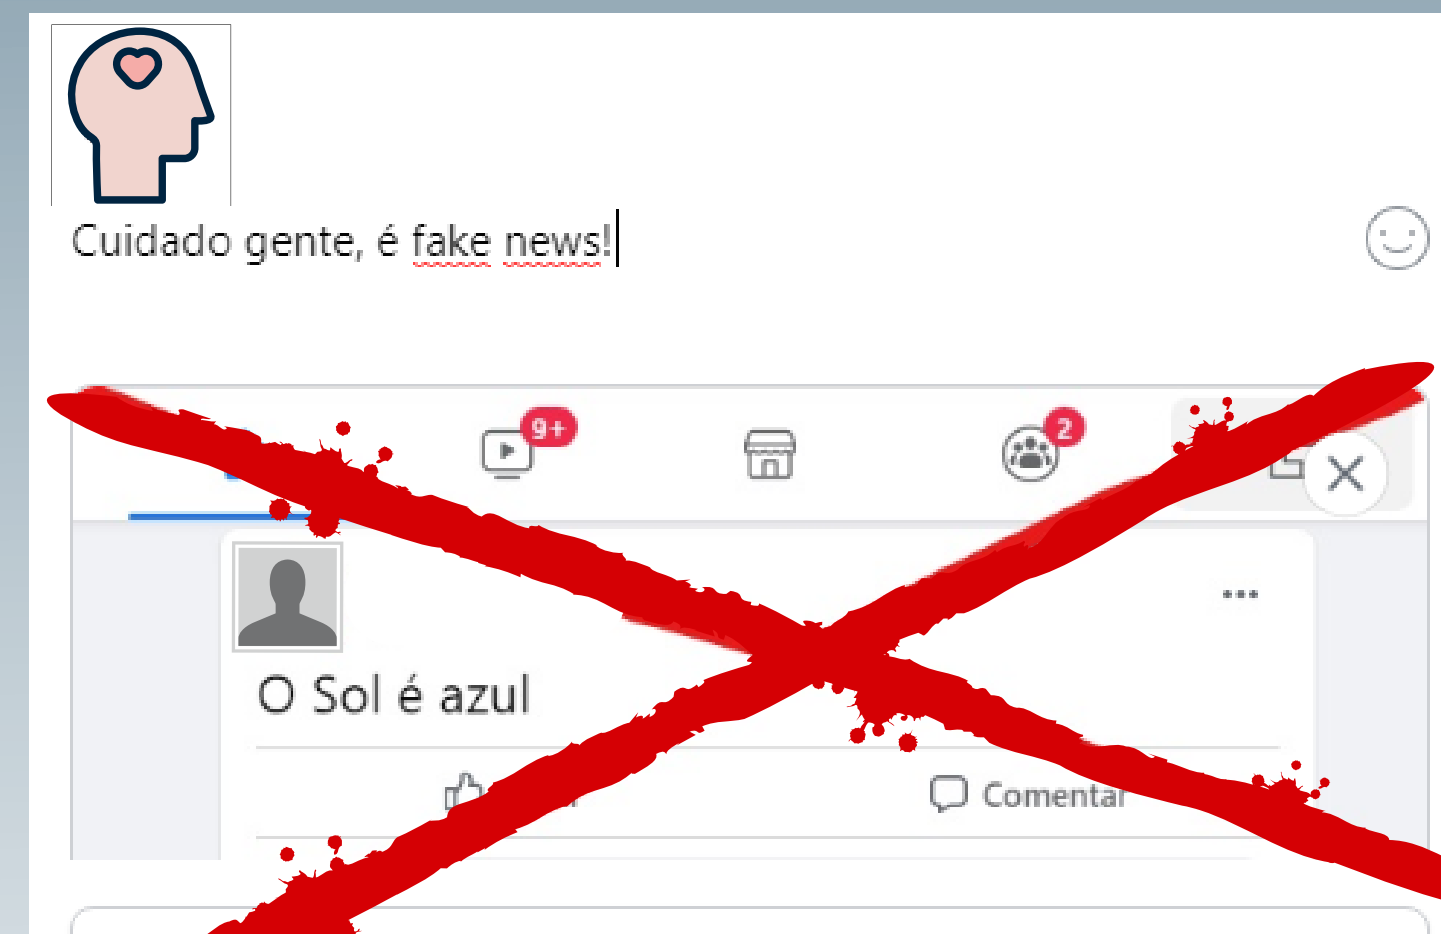 Cuidado gente, é fake news!
9+
2
O Sol é azul
Comentar